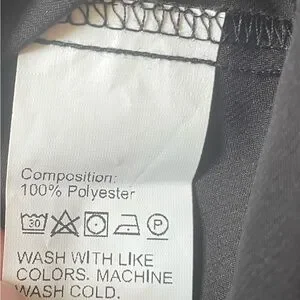 Composition:
100% Polyester
30 P
WASH WITH LIKE
COLORS. MACHINE
WASH COLD.